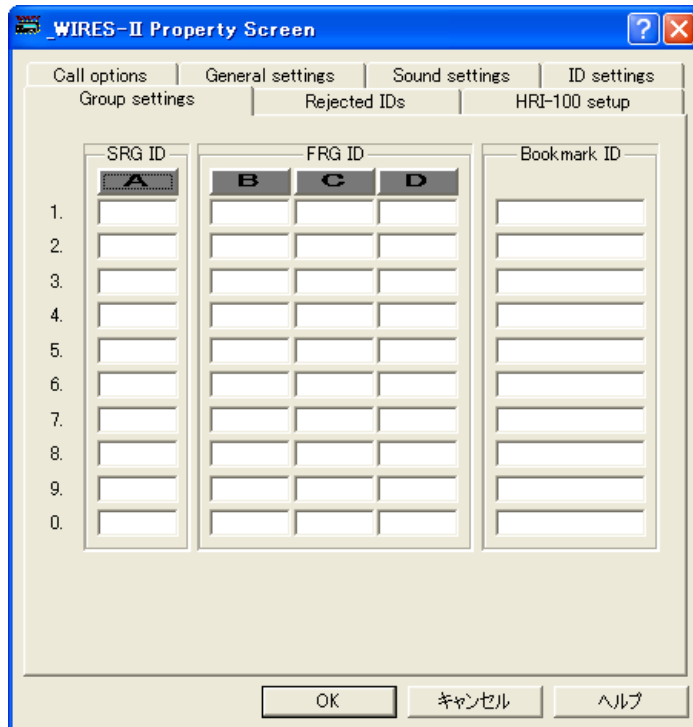 _WIRES-II Property Screen
Call options General settings Sound settings ID settings
Group settings Rejected IDs HRI-100 setup
SRG ID FRG ID Bookmark ID
A B C D
1.
2.
3.
4.
5.
6.
7.
8.
9.
0.
OK キャンセル ヘルプ